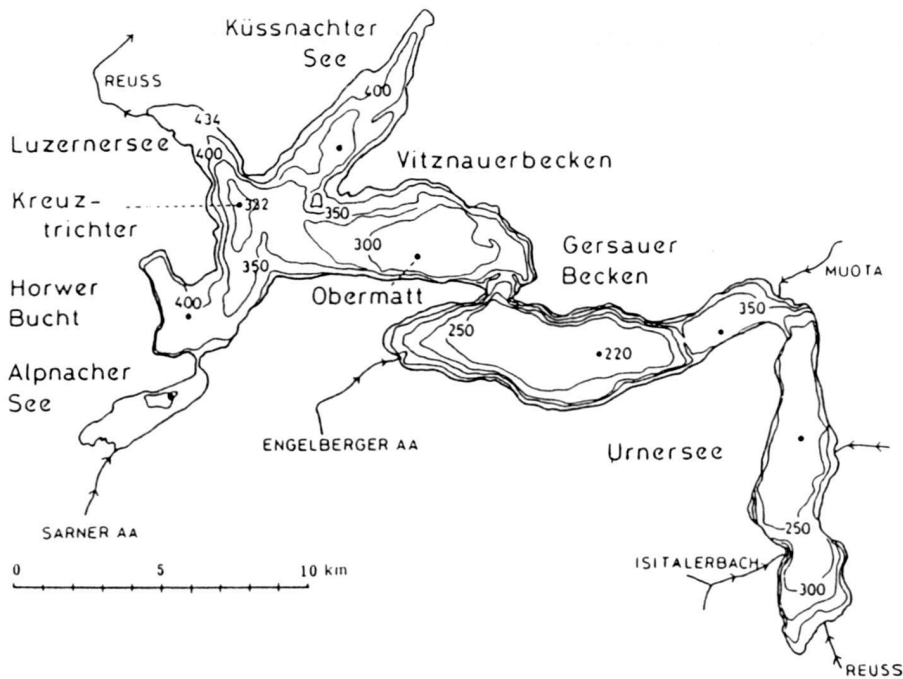 Küssnachter
See
REUSS
400
434
Luzernersee
400
Vitznauerbecken
Kreuz-
trichter
382
350
300
Gersauer
Becken
MUOTA
350
Horwer
Bucht
400
Obermatt
350
250
220
Alpnacher
See
ENGELBERGER AA
Urnersee
SARNER AA
250
0 5 10 km
ISITALERBACH
300
REUSS